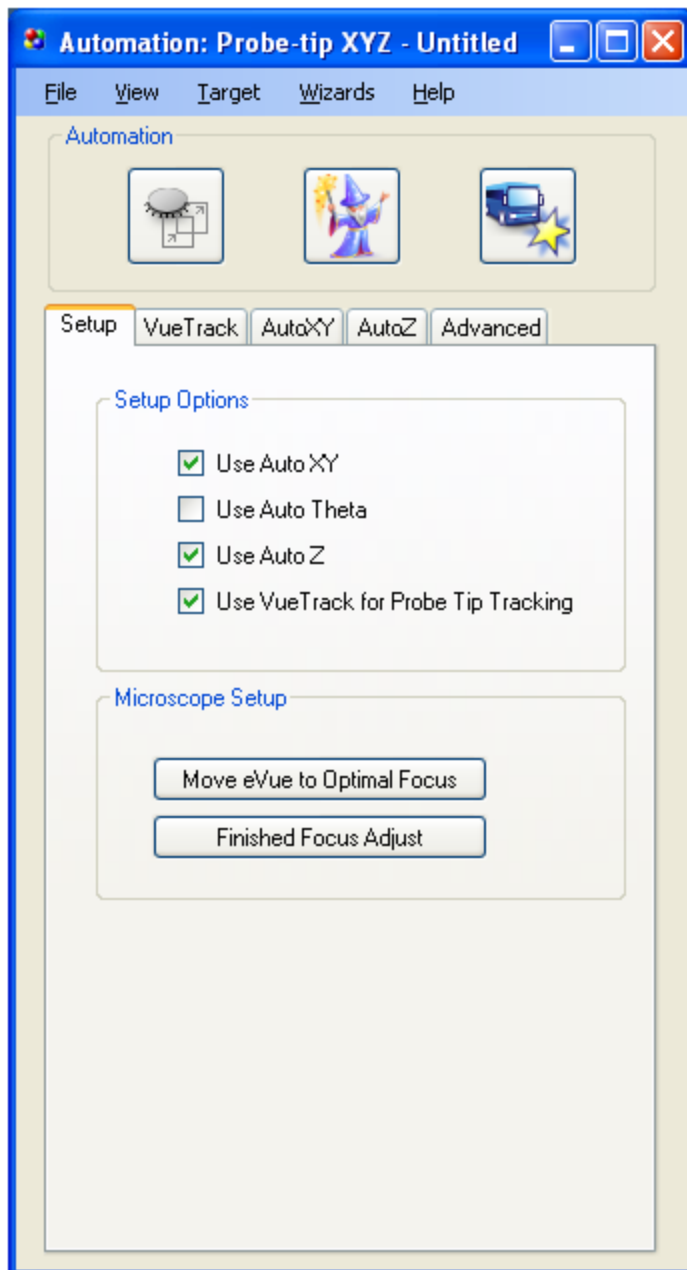 Automation: Probe-tip XYZ - Untitled
File View Target Wizards Help
Automation
Setup VueTrack AutoXY AutoZ Advanced
Setup Options
Use Auto XY
Use Auto Theta
Use Auto Z
Use VueTrack for Probe Tip Tracking
Microscope Setup
Move eVue to Optimal Focus
Finished Focus Adjust